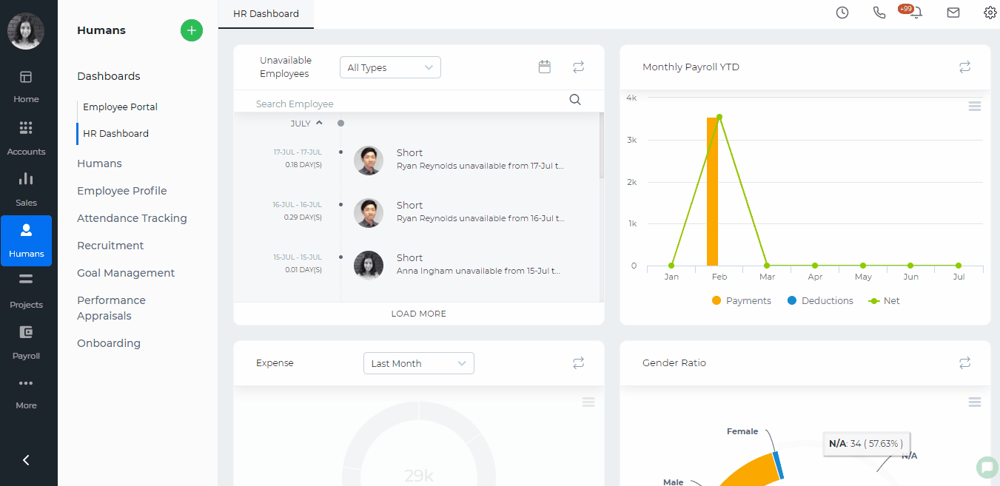 HR Dashboard
+99
Humans
+
Dashboards
Employee Portal
HR Dashboard
Humans
Employee Profile
Attendance Tracking
Recruitment
Goal Management
Performance
Appraisals
Onboarding
Home
Accounts
Sales
Humans
Projects
Payroll
More
Unavailable
Employees
All Types
Search Employee
JULY
17-JUL - 17-JUL
0.18 DAY(S)
Short
Ryan Reynolds unavailable from 17-Jul t...
16-JUL - 16-JUL
0.29 DAY(S)
Short
Ryan Reynolds unavailable from 16-Jul t...
15-JUL - 15-JUL
0.01 DAY(S)
Short
Anna Ingham unavailable from 15-Jul t...
LOAD MORE
Monthly Payroll YTD
4k
3k
2k
1k
0
Jan Feb Mar Apr May Jun Jul
Payments Deductions Net
Expense
Last Month
29k
Gender Ratio
Female
N/A: 34 ( 57.63% )
N/A
Male